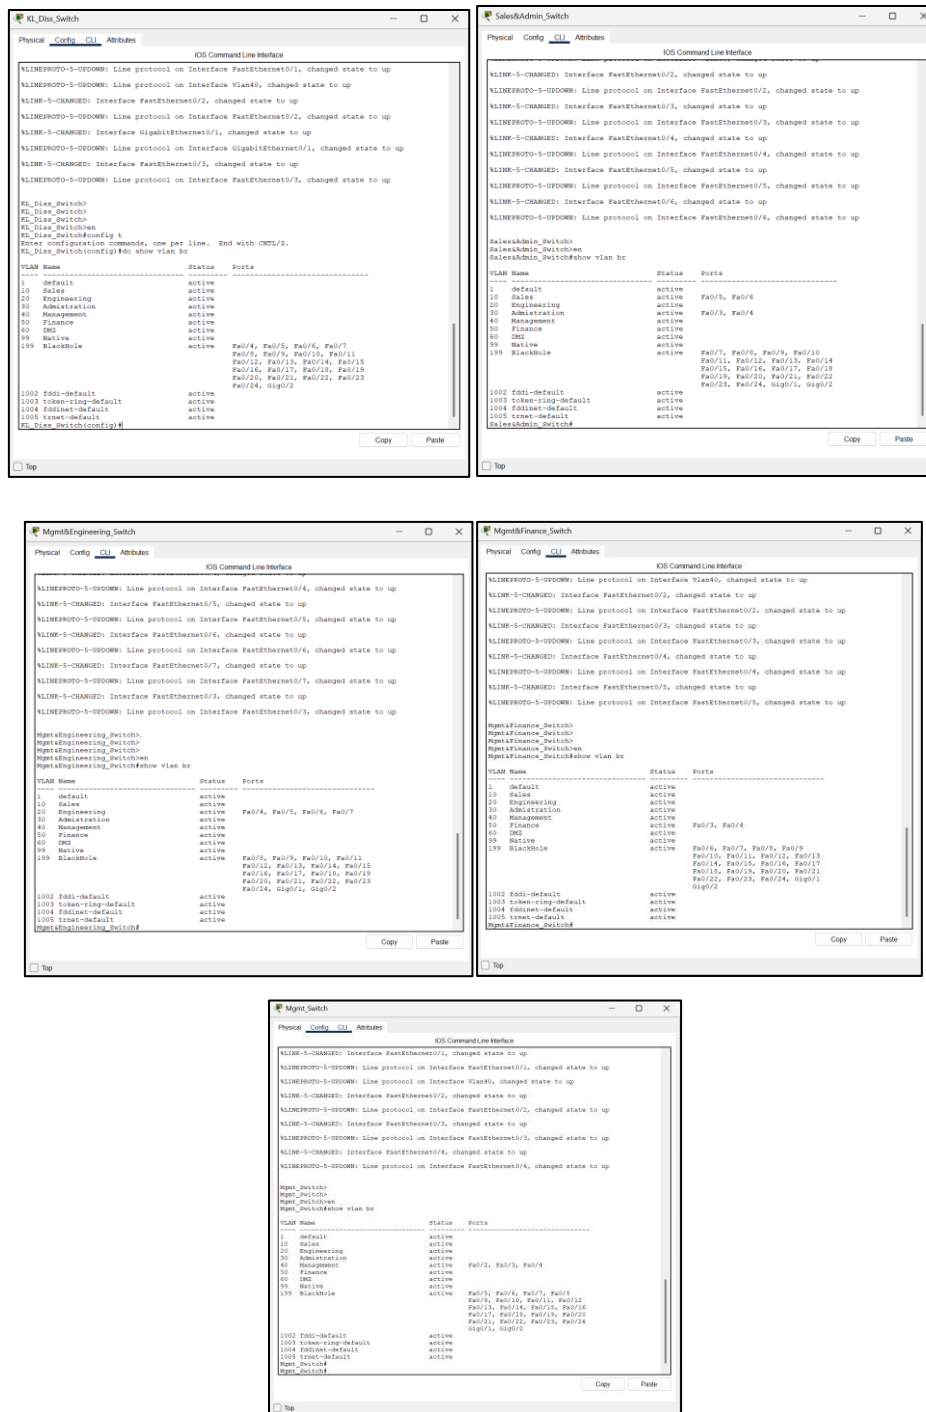 KL_Diss_Switch
Physical Config CLI Attributes
IOS Command Line Interface
%LINEPROTO-5-UPDOWN: Line protocol on Interface FastEthernet0/1, changed state to up
%LINEPROTO-5-UPDOWN: Line protocol on Interface Vlan40, changed state to up
%LINK-5-CHANGED: Interface FastEthernet0/2, changed state to up
%LINEPROTO-5-UPDOWN: Line protocol on Interface FastEthernet0/2, changed state to up
%LINK-5-CHANGED: Interface GigabitEthernet0/1, changed state to up
%LINEPROTO-5-UPDOWN: Line protocol on Interface GigabitEthernet0/1, changed state to up
%LINK-5-CHANGED: Interface FastEthernet0/3, changed state to up
%LINEPROTO-5-UPDOWN: Line protocol on Interface FastEthernet0/3, changed state to up
KL_Diss_Switch>
KL_Diss_Switch>
KL_Diss_Switch>
KL_Diss_Switch>en
KL_Diss_Switch#config t
Enter configuration commands, one per line. End with CNTL/Z.
KL_Diss_Switch(config)#do show vlan br
VLAN Name Status Ports
1 default active
10 Sales active
20 Engineering active
30 Admistration active
40 Management active
50 Finance active
60 DMZ active
99 Native active
199 BlackHole active Fa0/4, Fa0/5, Fa0/6, Fa0/7
Fa0/8, Fa0/9, Fa0/10, Fa0/11
Fa0/12, Fa0/13, Fa0/14, Fa0/15
Fa0/16, Fa0/17, Fa0/18, Fa0/19
Fa0/20, Fa0/21, Fa0/22, Fa0/23
Fa0/24, Gig0/2
1002 fddi-default active
1003 token-ring-default active
1004 fddinet-default active
1005 trnet-default active
KL_Diss_Switch(config)#
Copy Paste
Top
Sales&Admin_Switch
Physical Config CLI Attributes
IOS Command Line Interface
%LINK-5-CHANGED: Interface FastEthernet0/2, changed state to up
%LINEPROTO-5-UPDOWN: Line protocol on Interface FastEthernet0/2, changed state to up
%LINK-5-CHANGED: Interface FastEthernet0/3, changed state to up
%LINEPROTO-5-UPDOWN: Line protocol on Interface FastEthernet0/3, changed state to up
%LINK-5-CHANGED: Interface FastEthernet0/4, changed state to up
%LINEPROTO-5-UPDOWN: Line protocol on Interface FastEthernet0/4, changed state to up
%LINK-5-CHANGED: Interface FastEthernet0/5, changed state to up
%LINEPROTO-5-UPDOWN: Line protocol on Interface FastEthernet0/5, changed state to up
%LINK-5-CHANGED: Interface FastEthernet0/6, changed state to up
%LINEPROTO-5-UPDOWN: Line protocol on Interface FastEthernet0/6, changed state to up
Sales&Admin_Switch>
Sales&Admin_Switch>en
Sales&Admin_Switch#show vlan br
VLAN Name Status Ports
1 default active
10 Sales active Fa0/5, Fa0/6
20 Engineering active
30 Admistration active Fa0/3, Fa0/4
40 Management active
50 Finance active
60 DMZ active
99 Native active
199 BlackHole active Fa0/7, Fa0/8, Fa0/9, Fa0/10
Fa0/11, Fa0/12, Fa0/13, Fa0/14
Fa0/15, Fa0/16, Fa0/17, Fa0/18
Fa0/19, Fa0/20, Fa0/21, Fa0/22
Fa0/23, Fa0/24, Gig0/1, Gig0/2
1002 fddi-default active
1003 token-ring-default active
1004 fddinet-default active
1005 trnet-default active
Sales&Admin_Switch#
Copy Paste
Top
Mgmt&Engineering_Switch
Physical Config CLI Attributes
IOS Command Line Interface
%LINEPROTO-5-UPDOWN: Line protocol on Interface FastEthernet0/4, changed state to up
%LINK-5-CHANGED: Interface FastEthernet0/5, changed state to up
%LINEPROTO-5-UPDOWN: Line protocol on Interface FastEthernet0/5, changed state to up
%LINK-5-CHANGED: Interface FastEthernet0/6, changed state to up
%LINEPROTO-5-UPDOWN: Line protocol on Interface FastEthernet0/6, changed state to up
%LINK-5-CHANGED: Interface FastEthernet0/7, changed state to up
%LINEPROTO-5-UPDOWN: Line protocol on Interface FastEthernet0/7, changed state to up
%LINK-5-CHANGED: Interface FastEthernet0/3, changed state to up
%LINEPROTO-5-UPDOWN: Line protocol on Interface FastEthernet0/3, changed state to up
Mgmt&Engineering_Switch>
Mgmt&Engineering_Switch>
Mgmt&Engineering_Switch>
Mgmt&Engineering_Switch>en
Mgmt&Engineering_Switch#show vlan br
VLAN Name Status Ports
1 default active
10 Sales active
20 Engineering active Fa0/4, Fa0/5, Fa0/6, Fa0/7
30 Admistration active
40 Management active
50 Finance active
60 DMZ active
99 Native active
199 BlackHole active Fa0/8, Fa0/9, Fa0/10, Fa0/11
Fa0/12, Fa0/13, Fa0/14, Fa0/15
Fa0/16, Fa0/17, Fa0/18, Fa0/19
Fa0/20, Fa0/21, Fa0/22, Fa0/23
Fa0/24, Gig0/1, Gig0/2
1002 fddi-default active
1003 token-ring-default active
1004 fddinet-default active
1005 trnet-default active
Mgmt&Engineering_Switch#
Copy Paste
Top
Mgmt&Finance_Switch
Physical Config CLI Attributes
IOS Command Line Interface
%LINEPROTO-5-UPDOWN: Line protocol on Interface Vlan40, changed state to up
%LINK-5-CHANGED: Interface FastEthernet0/2, changed state to up
%LINEPROTO-5-UPDOWN: Line protocol on Interface FastEthernet0/2, changed state to up
%LINK-5-CHANGED: Interface FastEthernet0/3, changed state to up
%LINEPROTO-5-UPDOWN: Line protocol on Interface FastEthernet0/3, changed state to up
%LINK-5-CHANGED: Interface FastEthernet0/4, changed state to up
%LINEPROTO-5-UPDOWN: Line protocol on Interface FastEthernet0/4, changed state to up
%LINK-5-CHANGED: Interface FastEthernet0/5, changed state to up
%LINEPROTO-5-UPDOWN: Line protocol on Interface FastEthernet0/5, changed state to up
Mgmt&Finance_Switch>
Mgmt&Finance_Switch>
Mgmt&Finance_Switch>
Mgmt&Finance_Switch>en
Mgmt&Finance_Switch#show vlan br
VLAN Name Status Ports
1 default active
10 Sales active
20 Engineering active
30 Admistration active
40 Management active
50 Finance active Fa0/3, Fa0/4
60 DMZ active
99 Native active
199 BlackHole active Fa0/6, Fa0/7, Fa0/8, Fa0/9
Fa0/10, Fa0/11, Fa0/12, Fa0/13
Fa0/14, Fa0/15, Fa0/16, Fa0/17
Fa0/18, Fa0/19, Fa0/20, Fa0/21
Fa0/22, Fa0/23, Fa0/24, Gig0/1
Gig0/2
1002 fddi-default active
1003 token-ring-default active
1004 fddinet-default active
1005 trnet-default active
Mgmt&Finance_Switch#
Copy Paste
Top
Mgmt_Switch
Physical Config CLI Attributes
IOS Command Line Interface
%LINK-5-CHANGED: Interface FastEthernet0/1, changed state to up
%LINEPROTO-5-UPDOWN: Line protocol on Interface FastEthernet0/1, changed state to up
%LINEPROTO-5-UPDOWN: Line protocol on Interface Vlan40, changed state to up
%LINK-5-CHANGED: Interface FastEthernet0/2, changed state to up
%LINEPROTO-5-UPDOWN: Line protocol on Interface FastEthernet0/2, changed state to up
%LINK-5-CHANGED: Interface FastEthernet0/3, changed state to up
%LINEPROTO-5-UPDOWN: Line protocol on Interface FastEthernet0/3, changed state to up
%LINK-5-CHANGED: Interface FastEthernet0/4, changed state to up
%LINEPROTO-5-UPDOWN: Line protocol on Interface FastEthernet0/4, changed state to up
Mgmt_Switch>
Mgmt_Switch>
Mgmt_Switch>en
Mgmt_Switch#show vlan br
VLAN Name Status Ports
1 default active
10 Sales active
20 Engineering active
30 Admistration active
40 Management active Fa0/2, Fa0/3, Fa0/4
50 Finance active
60 DMZ active
99 Native active
199 BlackHole active Fa0/5, Fa0/6, Fa0/7, Fa0/8
Fa0/9, Fa0/10, Fa0/11, Fa0/12
Fa0/13, Fa0/14, Fa0/15, Fa0/16
Fa0/17, Fa0/18, Fa0/19, Fa0/20
Fa0/21, Fa0/22, Fa0/23, Fa0/24
Gig0/1, Gig0/2
1002 fddi-default active
1003 token-ring-default active
1004 fddinet-default active
1005 trnet-default active
Mgmt_Switch#
Mgmt_Switch#
Copy Paste
Top